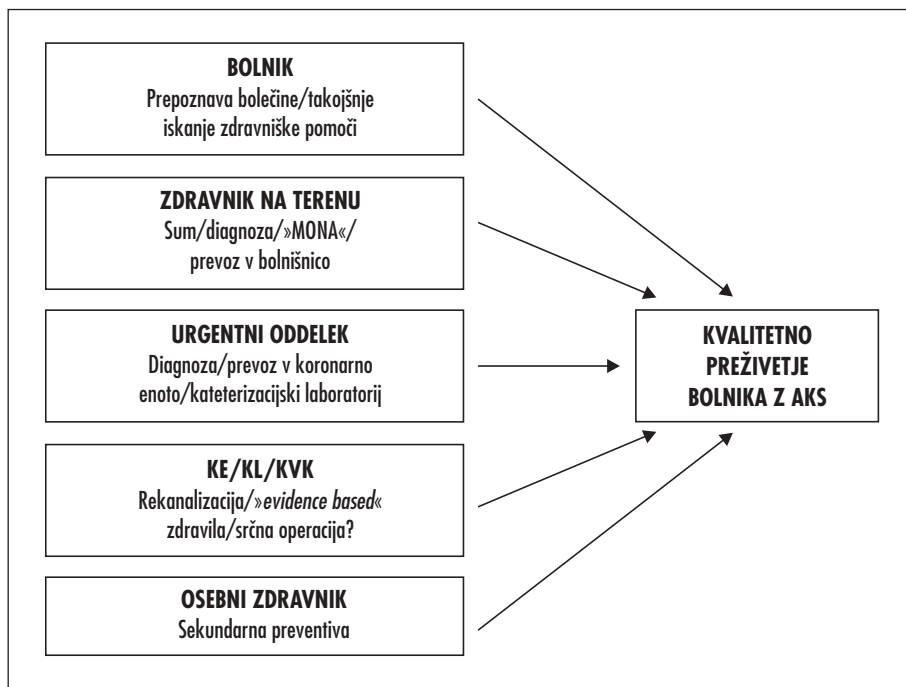 BOLNIK
Prepoznava bolečine/takojšnje
iskanje zdravniške pomoči
ZDRAVNIK NA TERENU
Sum/diagnoza/»MONA«/
prevoz v bolnišnico
URGENTNI ODDELEK
Diagnoza/prevoz v koronarno
enoto/kateterizacijski laboratorij
KE/KL/KVK
Rekanalizacija/»evidence based«
zdravila/srčna operacija?
OSEBNI ZDRAVNIK
Sekundarna preventiva
KVALITETNO
PREŽIVETJE
BOLNIKA Z AKS